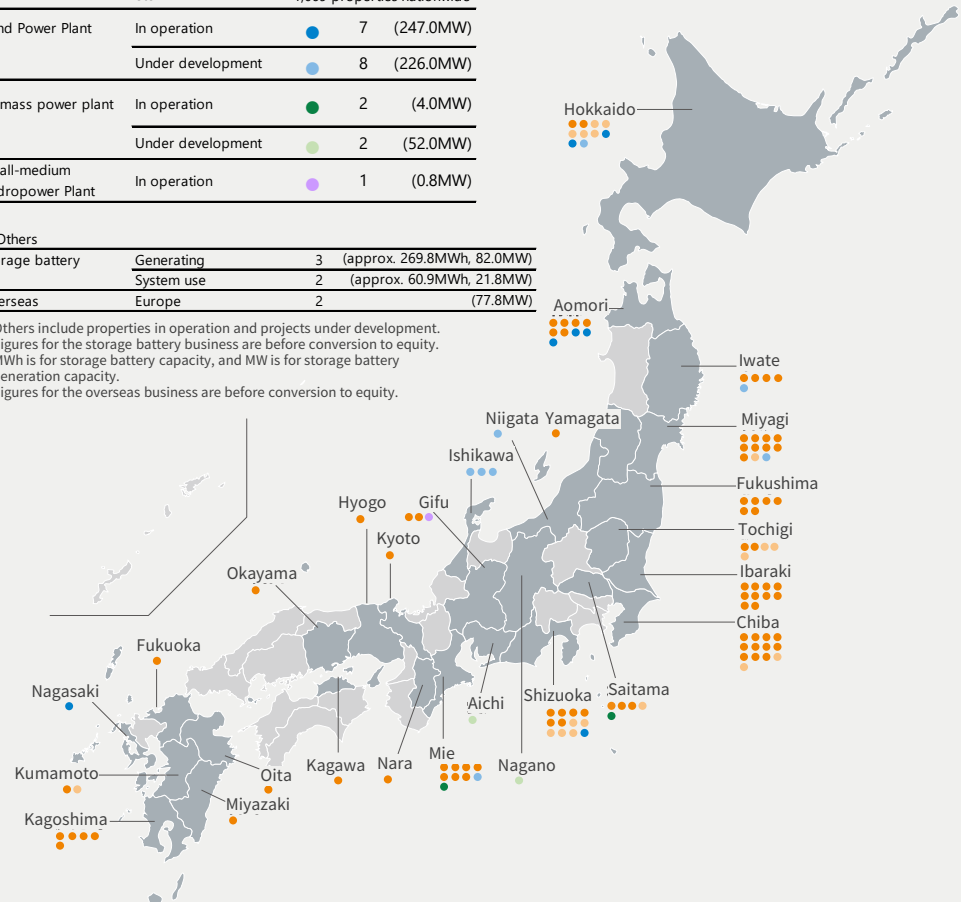 nd Power Plant In operation 7 (247.0MW)
Under development 8 (226.0MW)
mass power plant In operation 2 (4.0MW)
Under development 2 (52.0MW)
all-medium
dropower Plant In operation 1 (0.8MW)
Others
rage battery Generating 3 (approx. 269.8MWh, 82.0MW)
System use 2 (approx. 60.9MWh, 21.8MW)
erseas Europe 2 (77.8MW)
Others include properties in operation and projects under development.
igures for the storage battery business are before conversion to equity.
MWh is for storage battery capacity, and MW is for storage battery
eneration capacity.
igures for the overseas business are before conversion to equity.
Hokkaido
Aomori
Iwate
Niigata Yamagata
Miyagi
Ishikawa
Fukushima
Hyogo Gifu
Tochigi
Kyoto
Okayama
Ibaraki
Chiba
Fukuoka
Nagasaki
Aichi
Shizuoka
Saitama
Mie
Kumamoto
Oita
Kagawa
Nara
Nagano
Miyazaki
Kagoshima